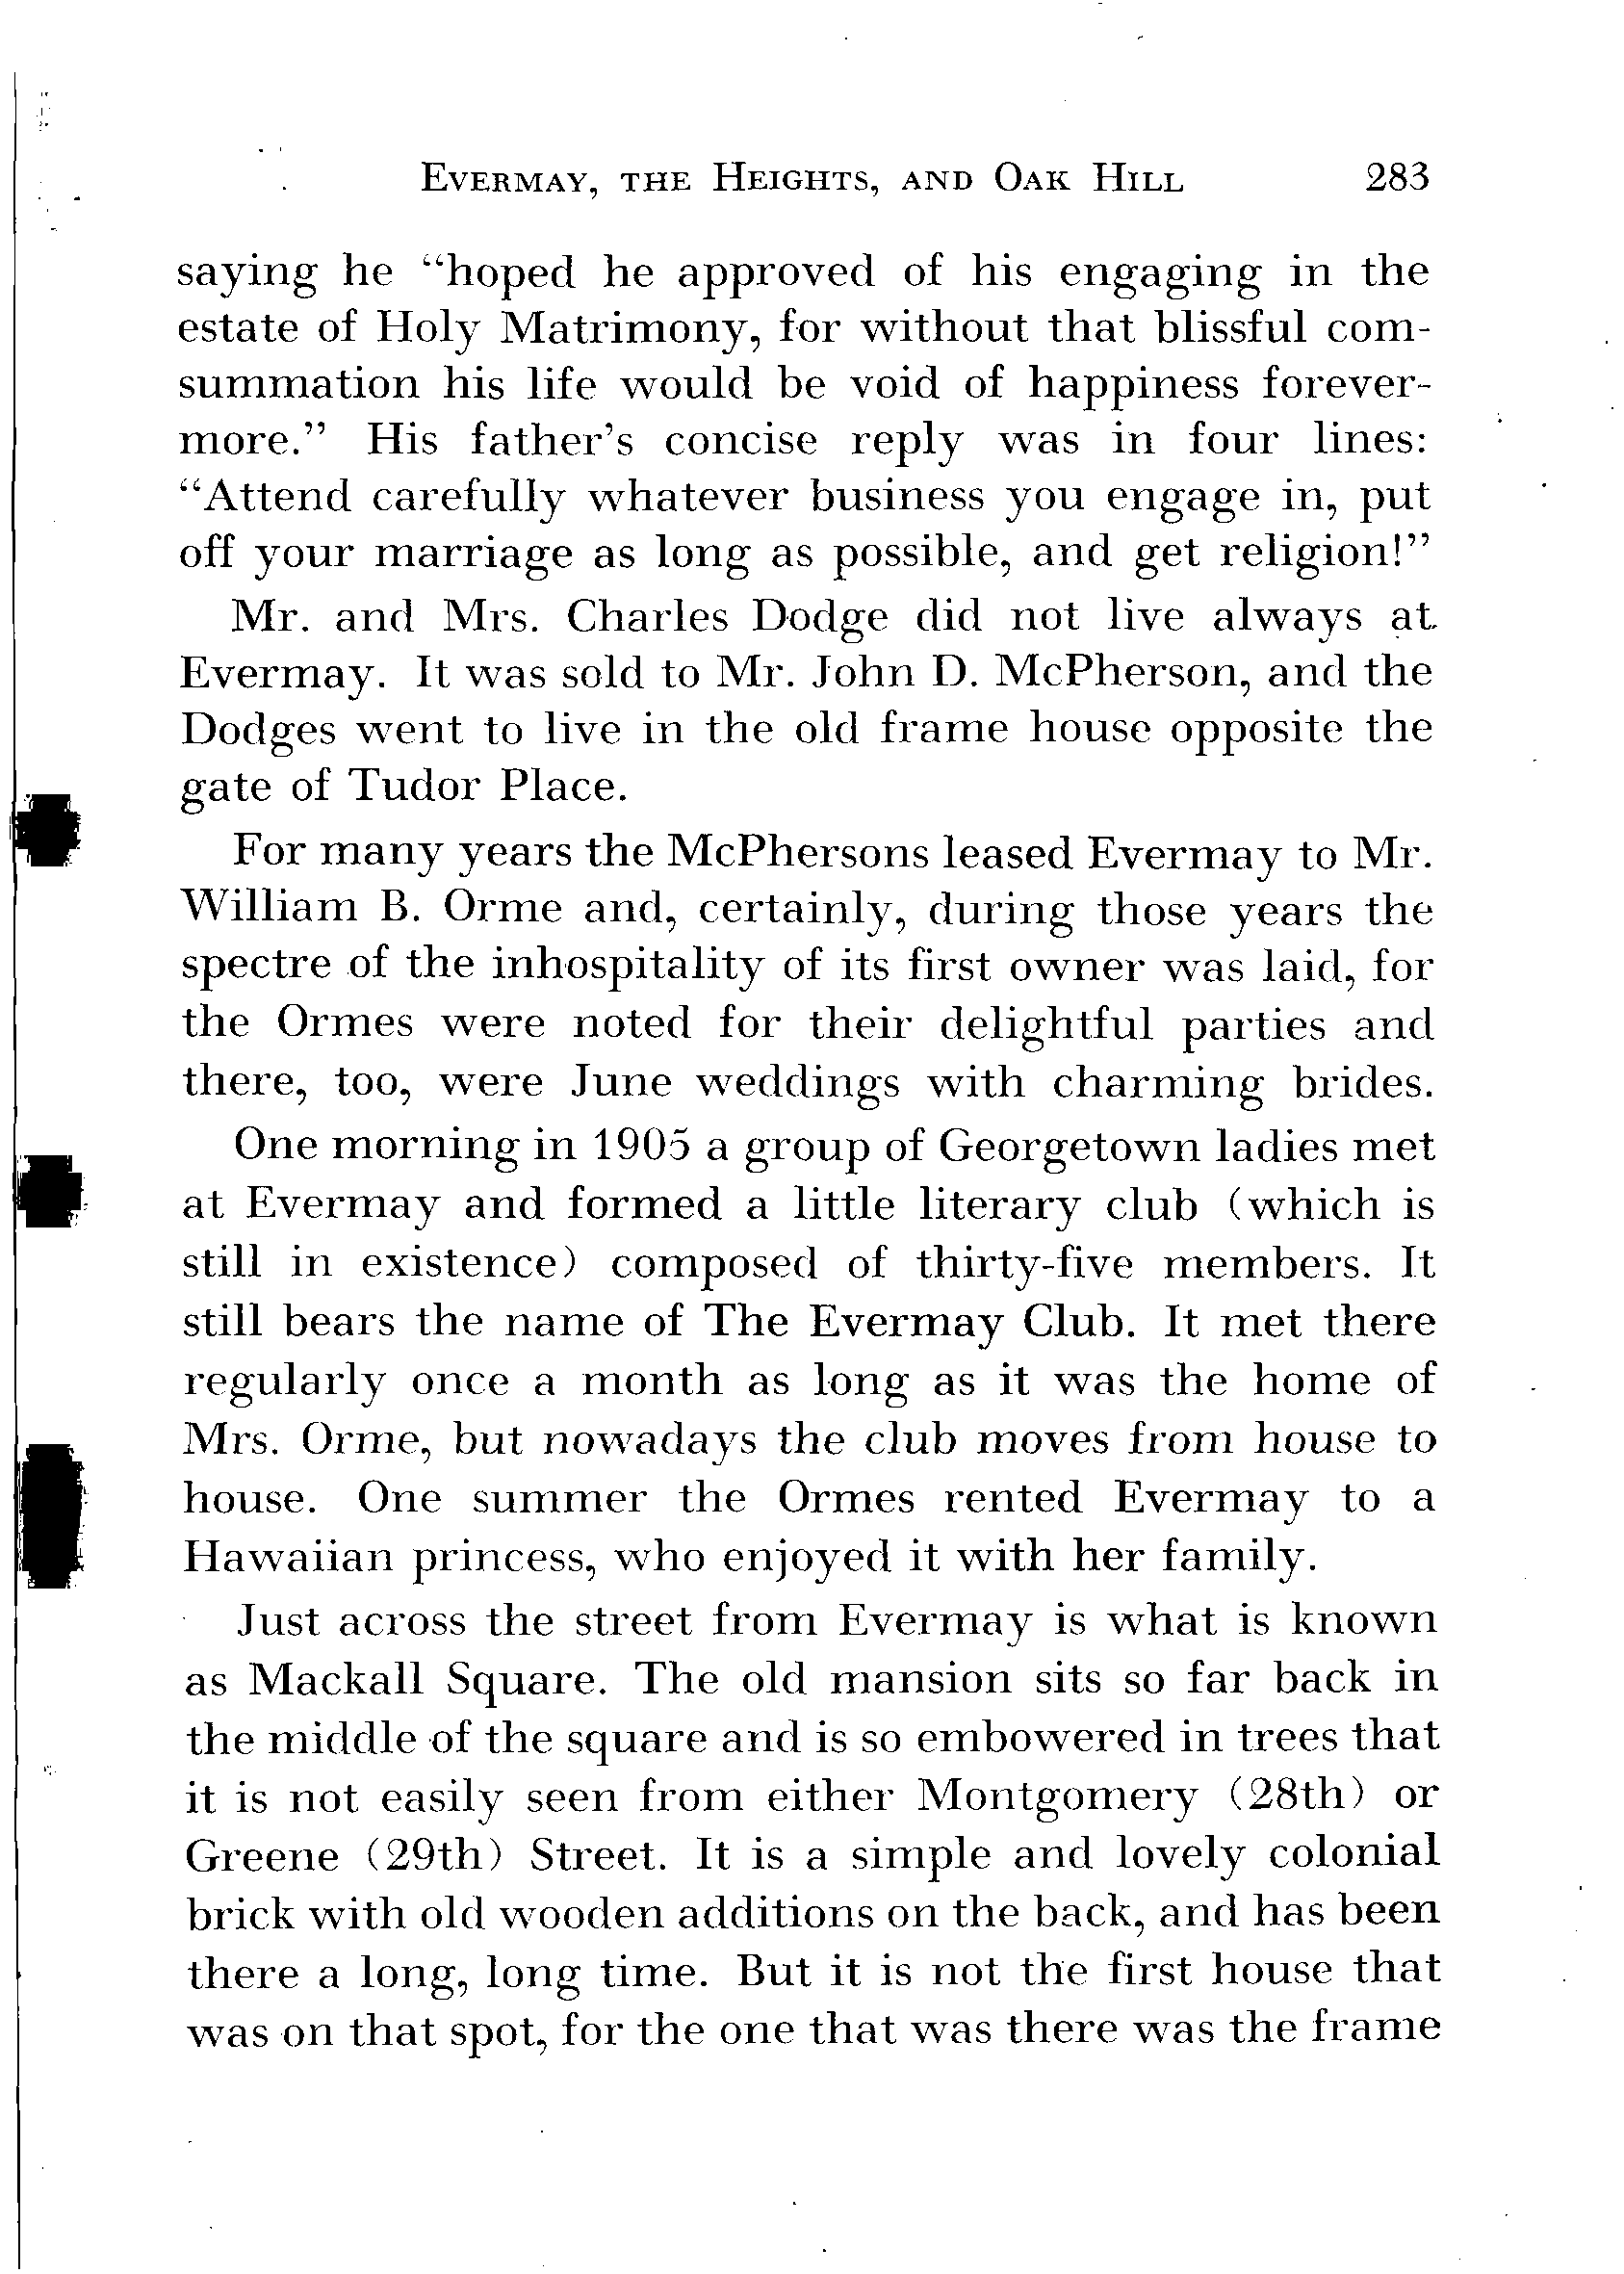 Evermay, the Heights, and Oak Hill 283
saying he “hoped he approved of his engaging in the
estate of Holy Matrimony, for without that blissful com-
summation his life would be void of happiness forever-
more.” His father’s concise reply was in four lines:
“Attend carefully whatever business you engage in, put
off your marriage as long as possible, and get religion!”
Mr. and Mrs. Charles Dodge did not live always at
Evermay. It was sold to Mr. John D. McPherson, and the
Dodges went to live in the old frame house opposite the
gate of Tudor Place.
For many years the McPhersons leased Evermay to Mr.
William B. Orme and, certainly, during those years the
spectre of the inhospitality of its first owner was laid, for
the Ormes were noted for their delightful parties and
there, too, were June weddings with charming brides.
One morning in 1905 a group of Georgetown ladies met
at Evermay and formed a little literary club (which is
still in existence) composed of thirty-five members. It
still bears the name of The Evermay Club. It met there
regularly once a month as long as it was the home of
Mrs. Orme, but nowadays the club moves from house to
house. One summer the Ormes rented Evermay to a
Hawaiian princess, who enjoyed it with her family.
Just across the street from Evermay is what is known
as Mackall Square. The old mansion sits so far back in
the middle of the square and is so embowered in trees that
it is not easily seen from either Montgomery (28th) or
Greene (29th) Street. It is a simple and lovely colonial
brick with old wooden additions on the back, and has been
there a long, long time. But it is not the first house that
was on that spot, for the one that was there was the frame